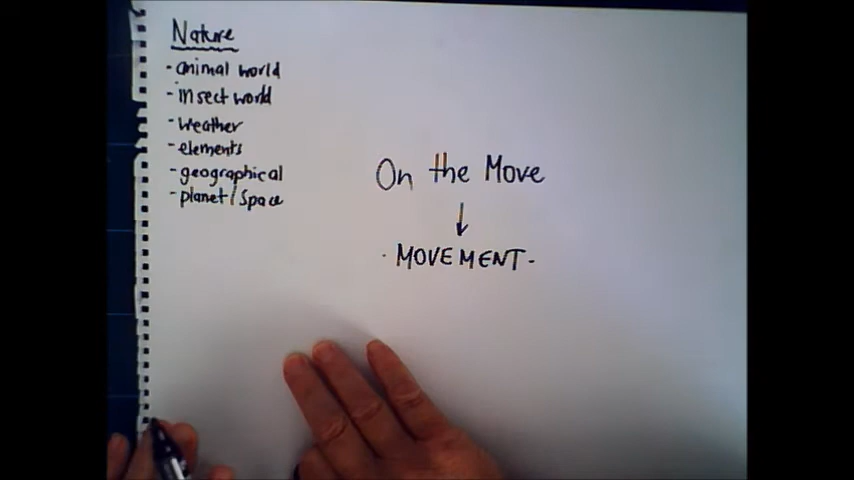 Nature
- animal world
- insect world
- weather
- elements
- geographical
- planet/space
On the Move
· MOVEMENT -